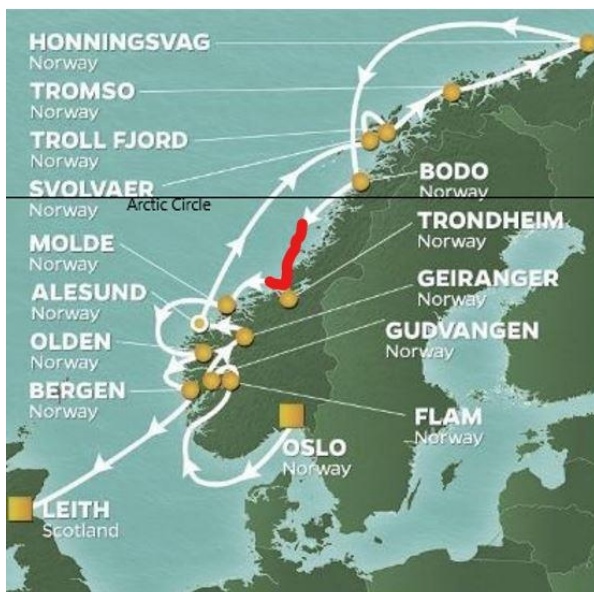 HONNINGSVAG
Norway
TROMSO
Norway
TROLL FJORD
Norway
SVOLVAER
Norway
Arctic Circle
MOLDE
Norway
ALESUND
Norway
OLDEN
Norway
BERGEN
Norway
LEITH
Scotland
BODO
Norway
TRONDHEIM
Norway
GEIRANGER
Norway
GUDVANGEN
Norway
FLAM
Norway
OSLO
Norway